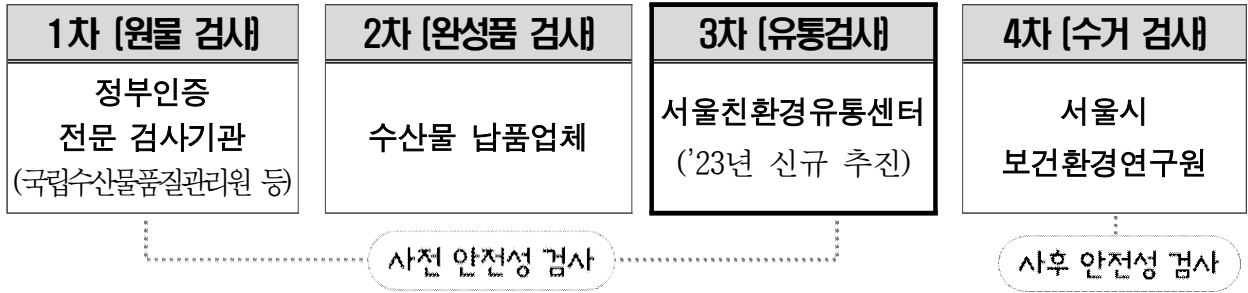 1차 (원물 검사)
정부인증
전문 검사기관
(국립수산물품질관리원 등)
2차 (완성품 검사)
수산물 납품업체
3차 (유통검사)
서울친환경유통센터
(’23년 신규 추진)
4차 (수거 검사)
서울시
보건환경연구원
사전 안전성 검사
사후 안전성 검사